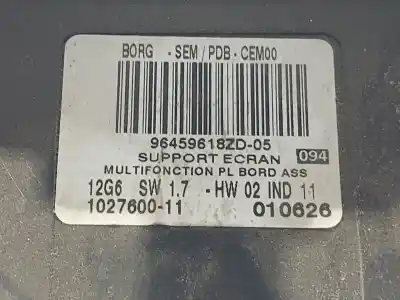 BORG - SEM / PDB - CEM00
96459618ZD-05
SUPPORT ECRAN 094
MULTIFONCTION PL BORD ASS
12G6 SW 1.7 - HW 02 IND 11
1027600-11 010626